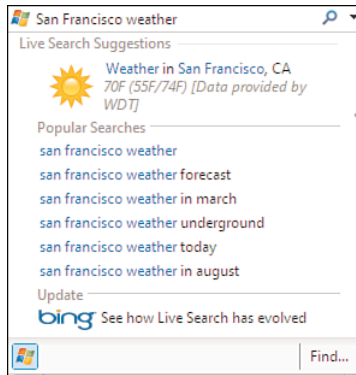 San Francisco weather
Live Search Suggestions
Weather in San Francisco, CA
70F (55F/74F) [Data provided by
WDT]
Popular Searches
san francisco weather
san francisco weather forecast
san francisco weather in march
san francisco weather underground
san francisco weather today
san francisco weather in august
Update
bing See how Live Search has evolved
Find...